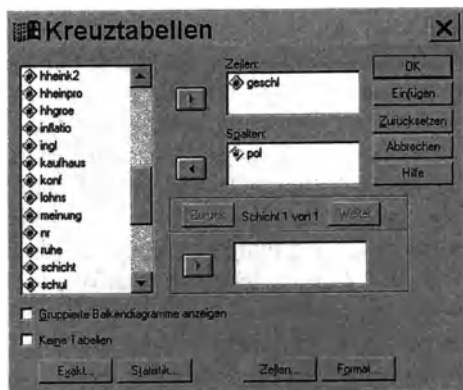 Kreuztabellen
hheink2
hheinpro
hhgroe
inflatio
ingl
kaufhaus
konf
lohns
meinung
nr
ruhe
schicht
schul
Zeilen:
geschl
Spalten:
pol
OK
Einfügen
Zurücksetzen
Abbrechen
Hilfe
Zurück Schicht 1 von 1 Weiter
Gruppierte Balkendiagramme anzeigen
Keine Tabellen
Exakt... Statistik... Zellen... Format...